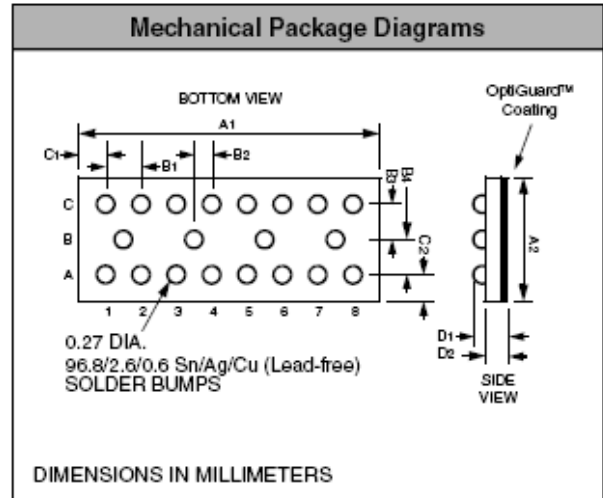 Mechanical Package Diagrams
BOTTOM VIEW
OptiGuard™
Coating
A1
C1
B1
B2
B3
B4
C
B
A
C2
A2
1 2 3 4 5 6 7 8
D1
D2
0.27 DIA.
96.8/2.6/0.6 Sn/Ag/Cu (Lead-free)
SOLDER BUMPS
SIDE
VIEW
DIMENSIONS IN MILLIMETERS